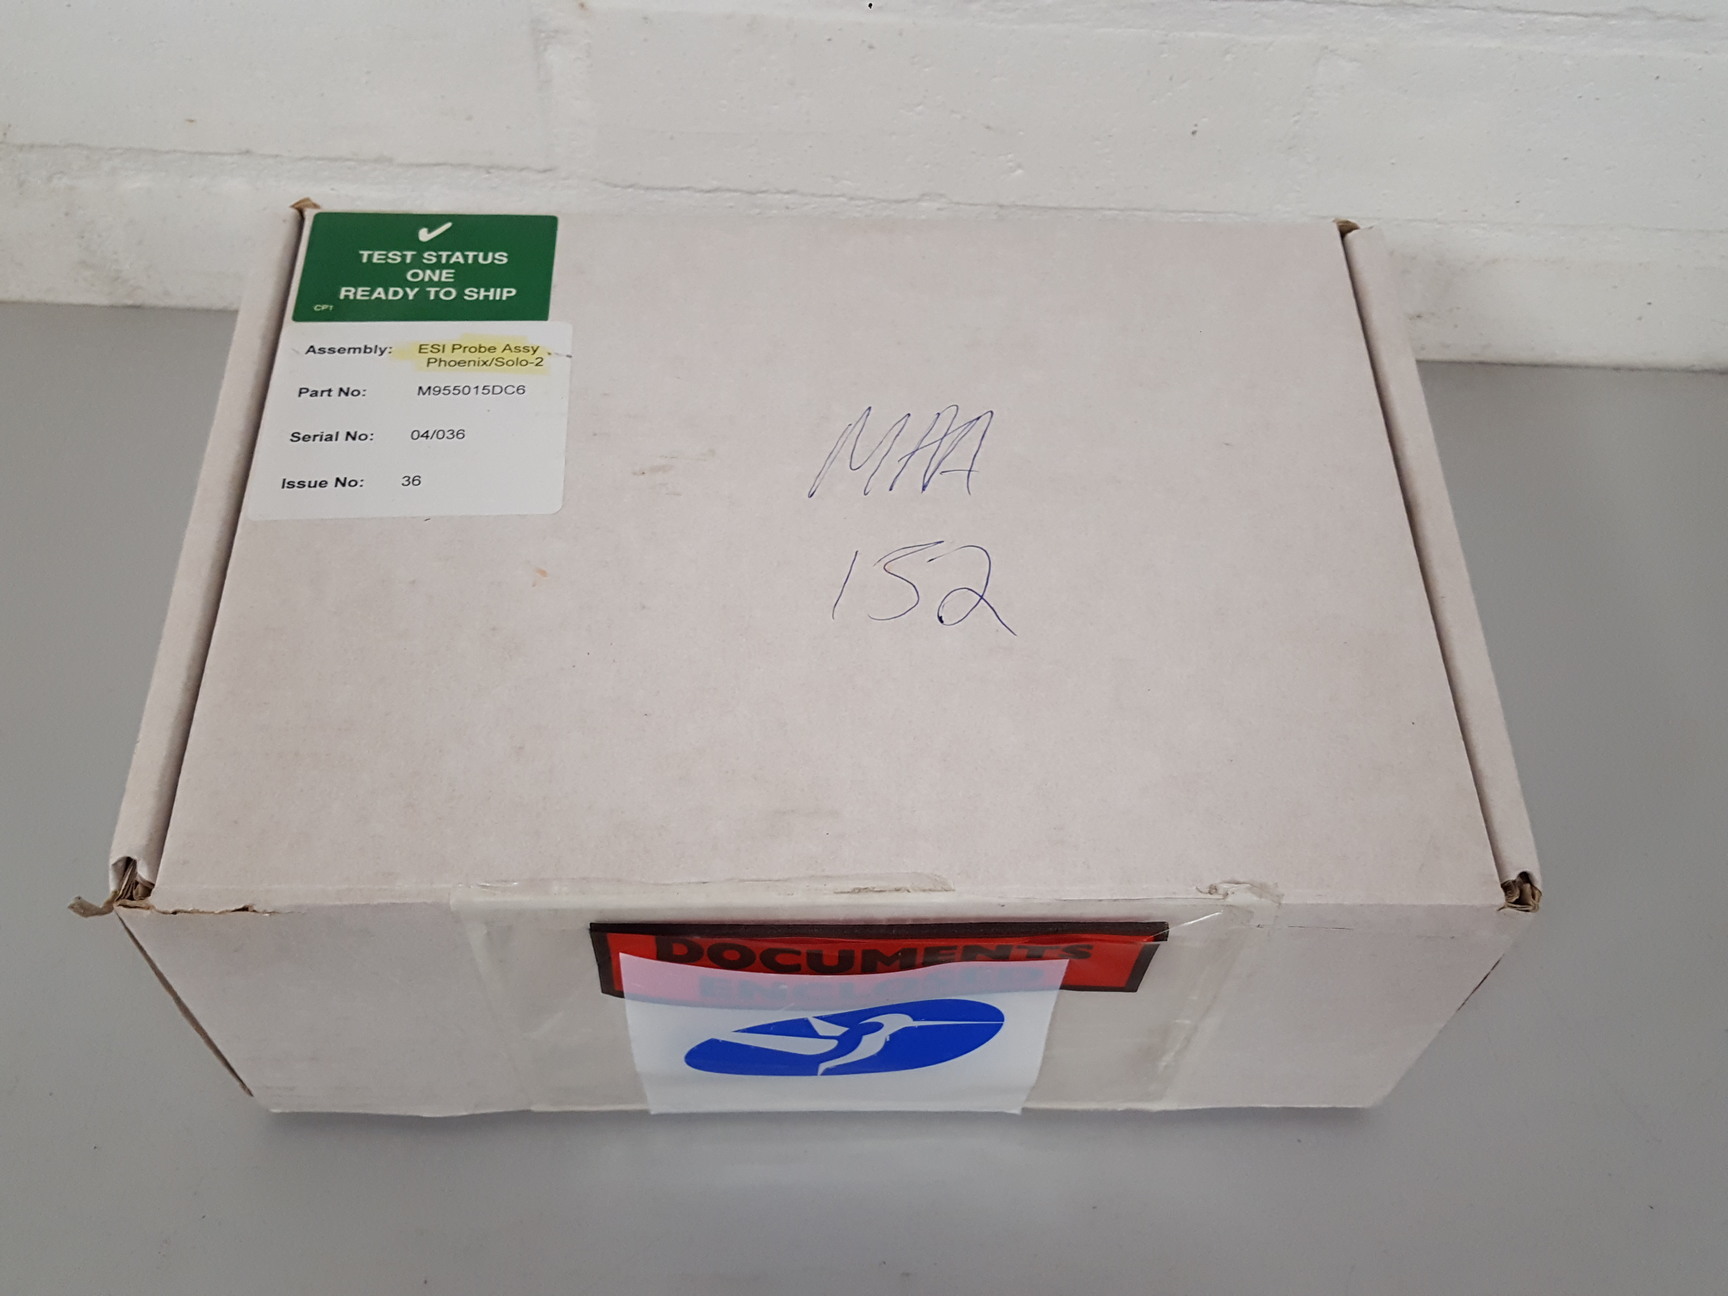 ✓
TEST STATUS
ONE
READY TO SHIP
CP1
Assembly: ESI Probe Assy
Phoenix/Solo-2
Part No: M955015DC6
Serial No: 04/036
Issue No: 36
MAA
152
DOCUMENTS
ENCLOSED